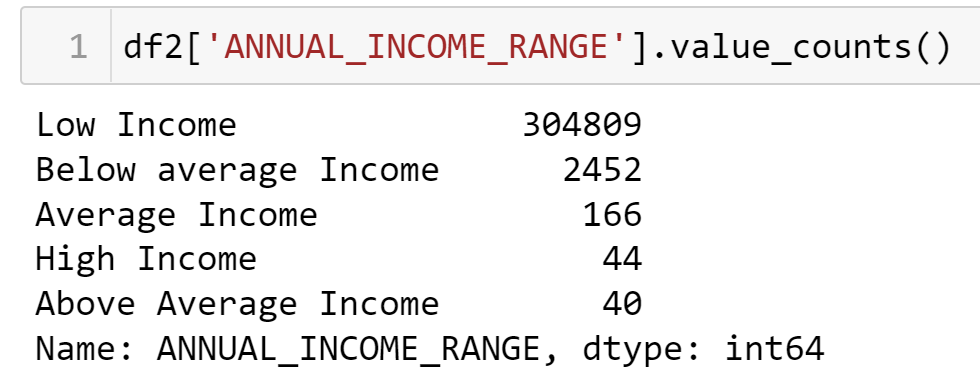 1 df2['ANNUAL_INCOME_RANGE'].value_counts()
Low Income 304809
Below average Income 2452
Average Income 166
High Income 44
Above Average Income 40
Name: ANNUAL_INCOME_RANGE, dtype: int64